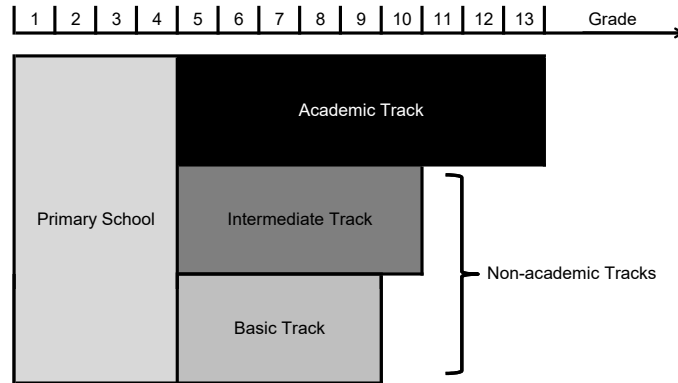 1 2 3 4 5 6 7 8 9 10 11 12 13 Grade
Academic Track
Primary School
Intermediate Track
Non-academic Tracks
Basic Track